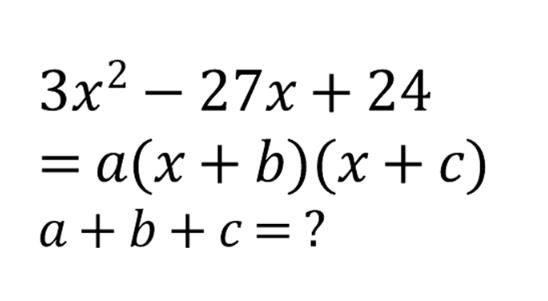 3x² − 27x + 24
= a(x + b)(x + c)
a + b + c = ?